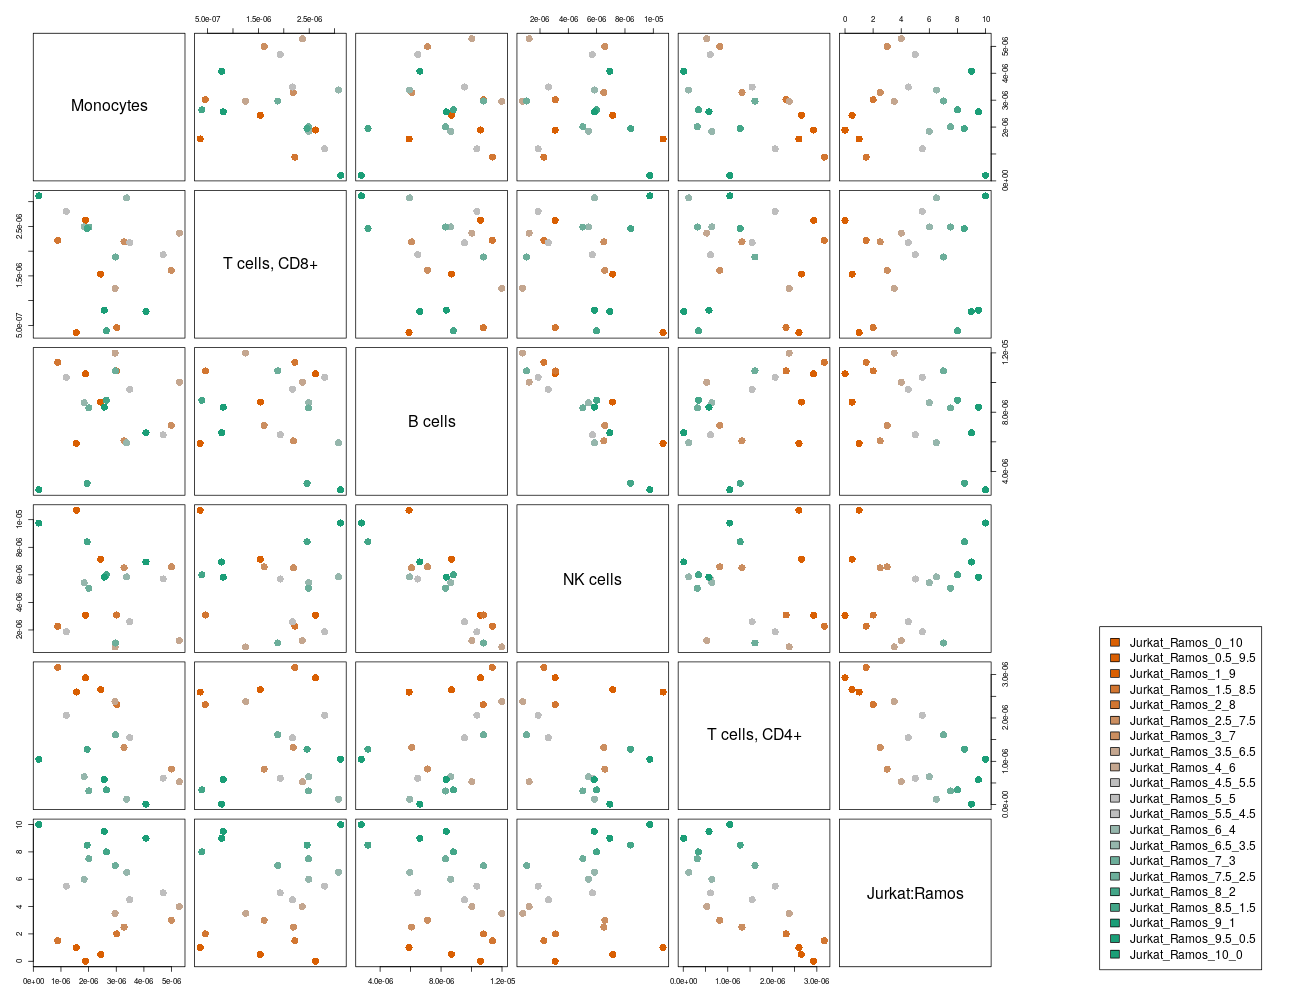 5.0e-07 1.5e-06 2.5e-06
2e-06 4e-06 6e-06 8e-06 1e-05
0 2 4 6 8 10
Monocytes
0e+00 2e-06 3e-06 4e-06 5e-06
T cells, CD8+
5.0e-07 1.5e-06 2.5e-06
B cells
4.0e-06 8.0e-06 1.2e-05
NK cells
2e-06 4e-06 6e-06 8e-06 1e-05
T cells, CD4+
0.0e+00 1.0e-06 2.0e-06 3.0e-06
Jurkat:Ramos
0 2 4 6 8 10
0e+00 1e-06 2e-06 3e-06 4e-06 5e-06
4.0e-06 8.0e-06 1.2e-05
0.0e+00 1.0e-06 2.0e-06 3.0e-06
Jurkat_Ramos_0_10
Jurkat_Ramos_0.5_9.5
Jurkat_Ramos_1_9
Jurkat_Ramos_1.5_8.5
Jurkat_Ramos_2_8
Jurkat_Ramos_2.5_7.5
Jurkat_Ramos_3_7
Jurkat_Ramos_3.5_6.5
Jurkat_Ramos_4_6
Jurkat_Ramos_4.5_5.5
Jurkat_Ramos_5_5
Jurkat_Ramos_5.5_4.5
Jurkat_Ramos_6_4
Jurkat_Ramos_6.5_3.5
Jurkat_Ramos_7_3
Jurkat_Ramos_7.5_2.5
Jurkat_Ramos_8_2
Jurkat_Ramos_8.5_1.5
Jurkat_Ramos_9_1
Jurkat_Ramos_9.5_0.5
Jurkat_Ramos_10_0